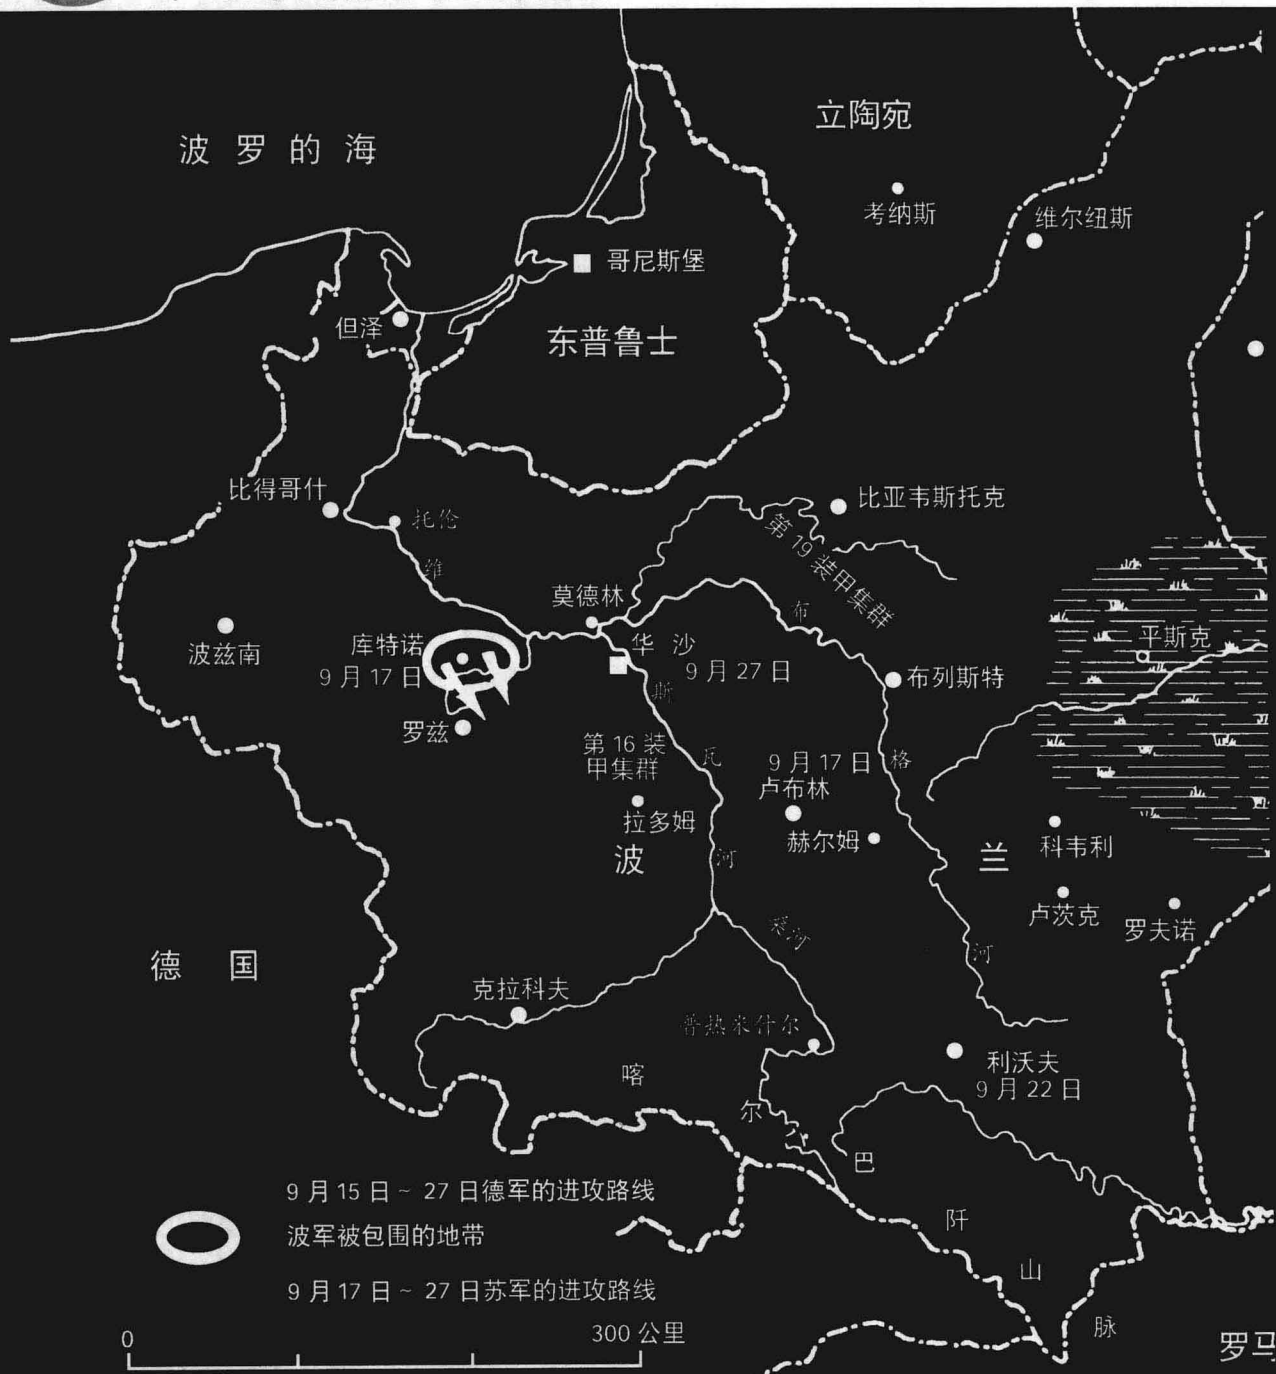 立陶宛
波罗的海
考纳斯
维尔纽斯
哥尼斯堡
但泽
东普鲁士
比得哥什
托伦
比亚韦斯托克
第19装甲集群
维
莫德林
布
波兹南
库特诺
9月17日
华沙
9月27日
平斯克
斯
布列斯特
罗兹
第16装
甲集群
瓦
9月17日
卢布林
格
拉多姆
赫尔姆
波
河
兰
科韦利
卢茨克
罗夫诺
桑河
河
德国
克拉科夫
普热米什尔
利沃夫
9月22日
喀
尔
巴
阡
山
脉
9月15日~27日德军的进攻路线
波军被包围的地带
9月17日~27日苏军的进攻路线
0
300公里
罗马